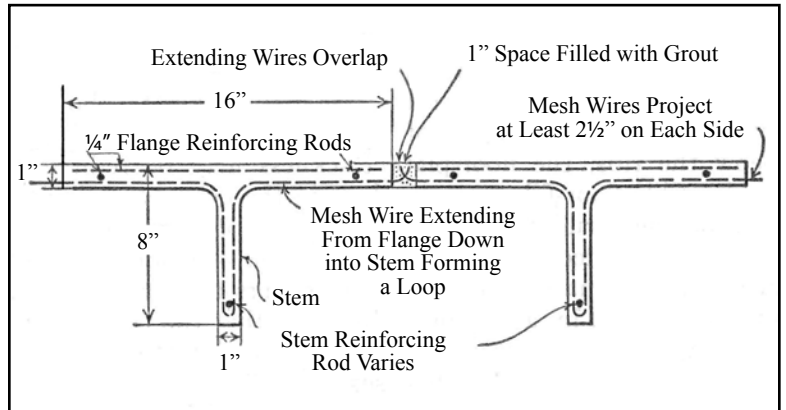 Extending Wires Overlap
1” Space Filled with Grout
16”
Mesh Wires Project
at Least 2½” on Each Side
¼” Flange Reinforcing Rods
1”
8”
Mesh Wire Extending
From Flange Down
into Stem Forming
a Loop
Stem
1”
Stem Reinforcing
Rod Varies